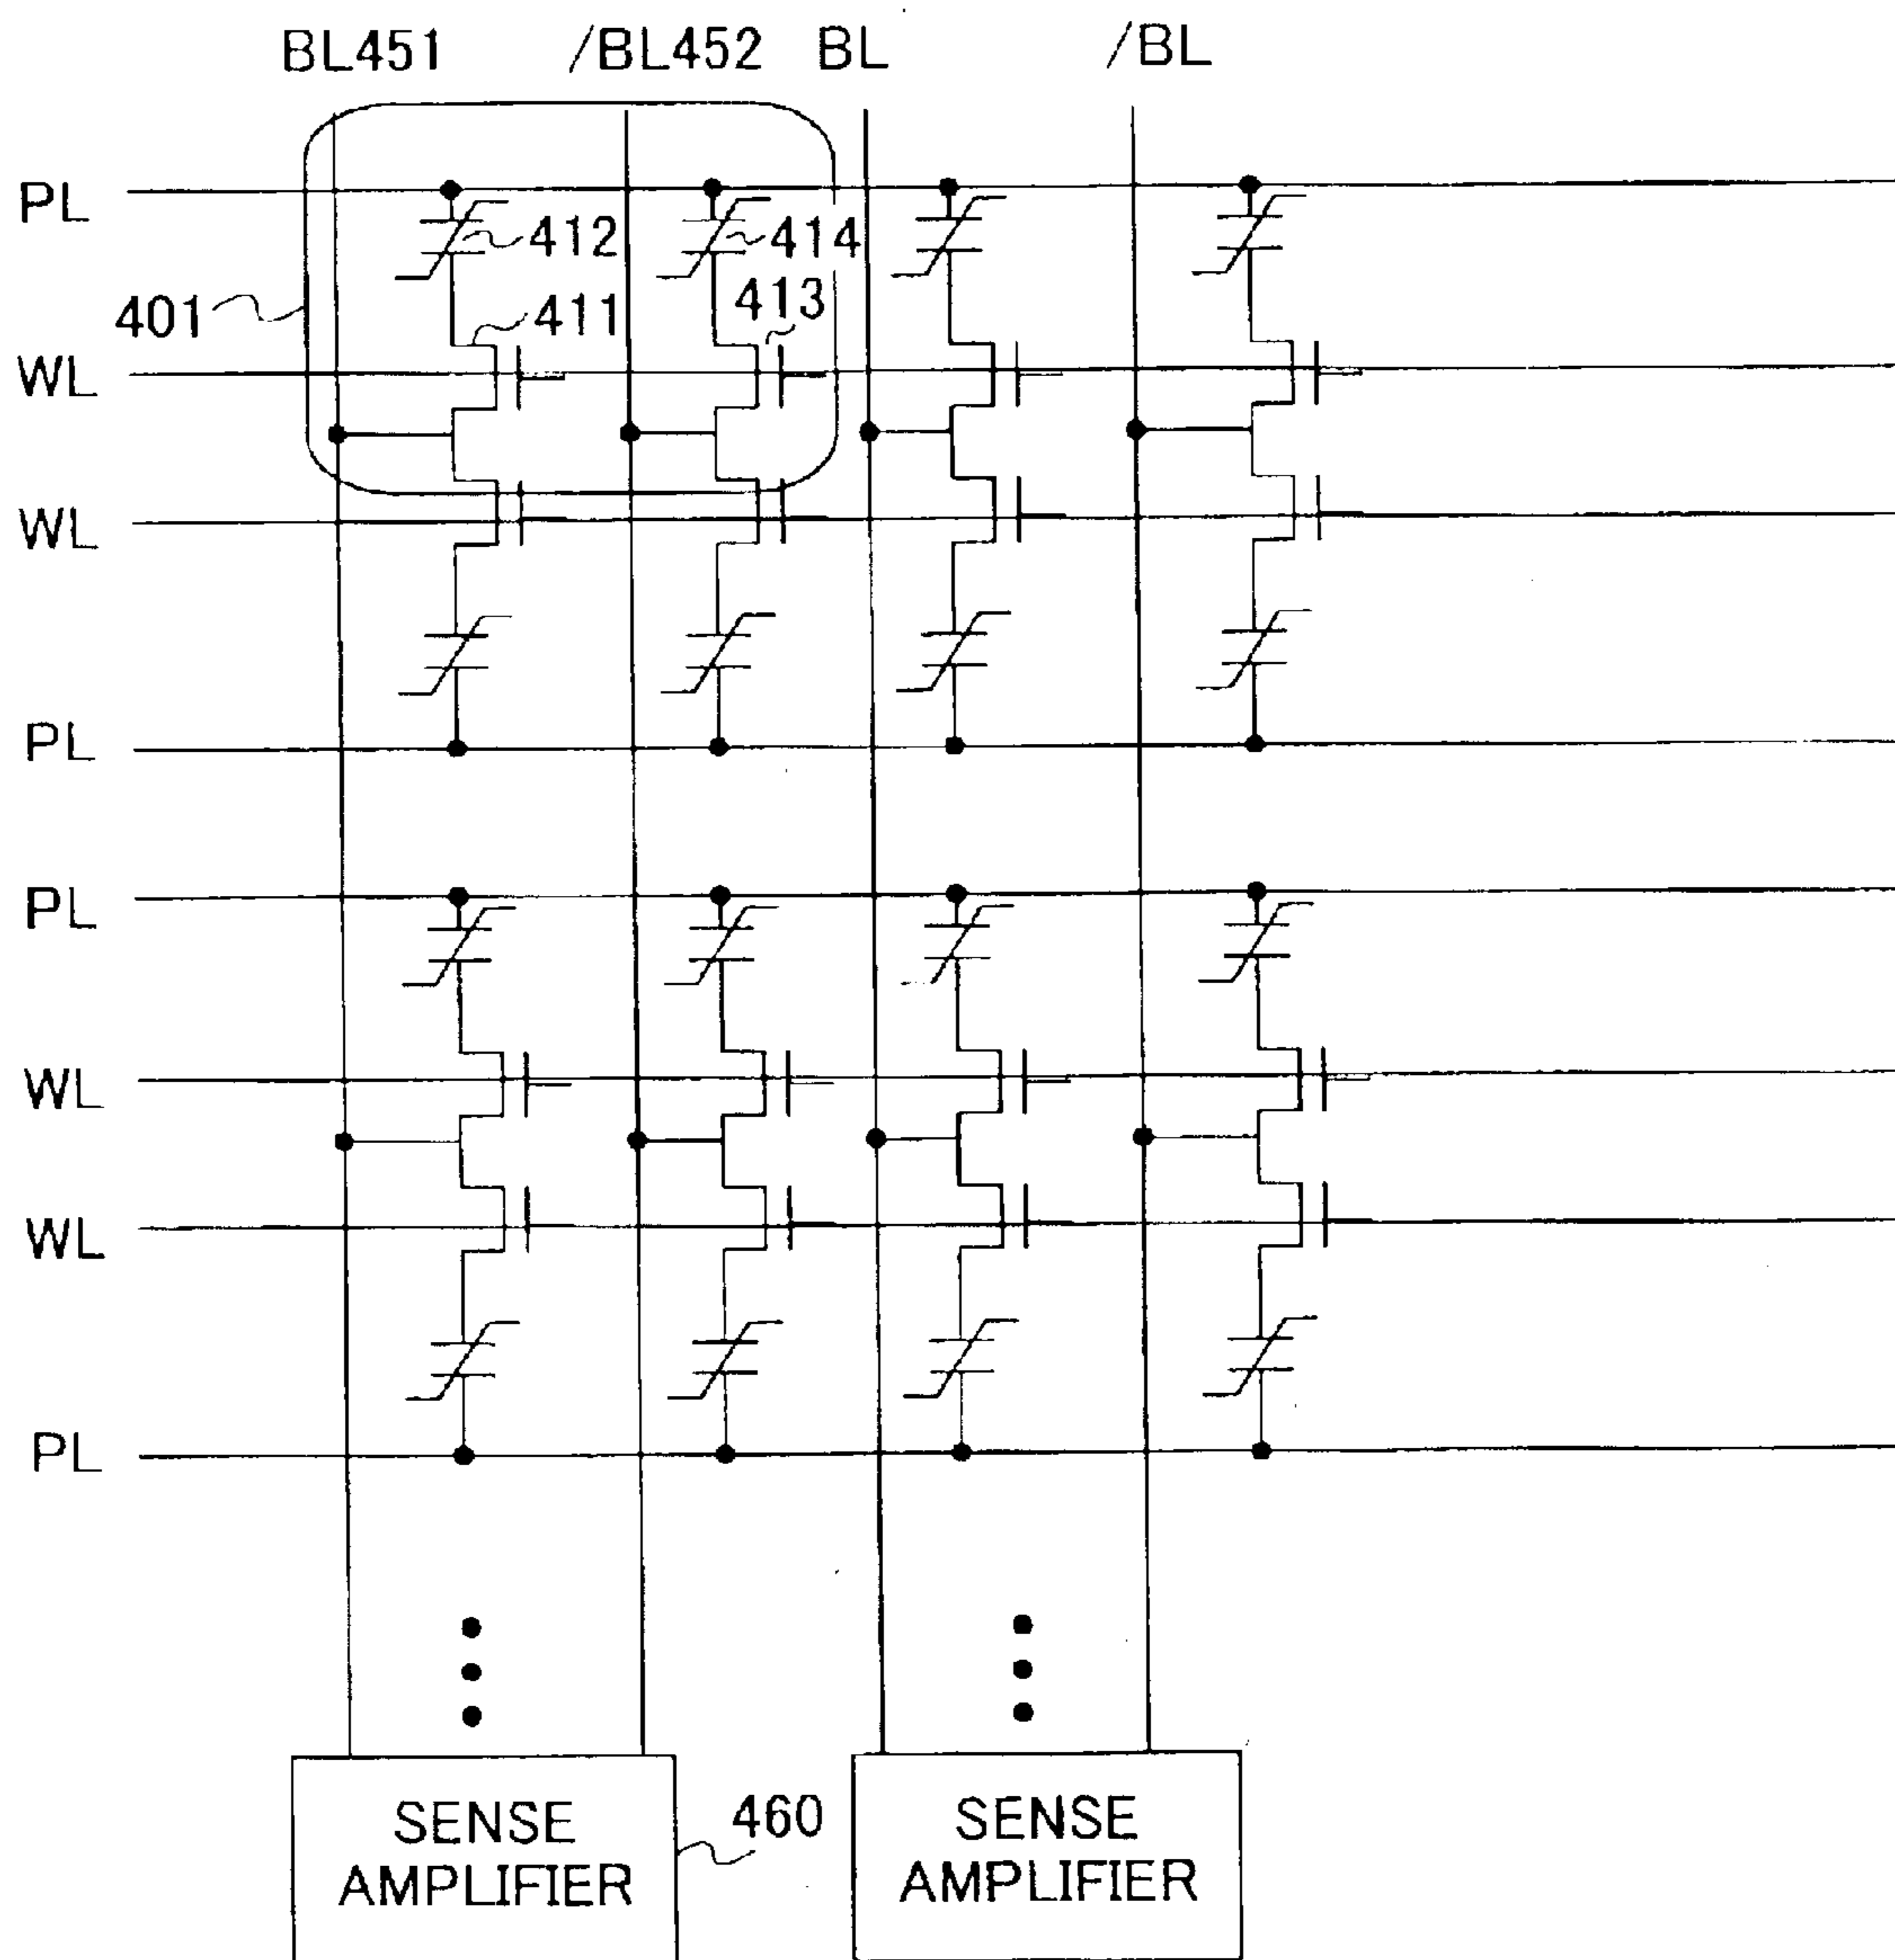 BL451 /BL452 BL /BL
PL
412 414
401 411 413
WL
WL
PL
PL
WL
WL
PL
SENSE AMPLIFIER
460
SENSE AMPLIFIER